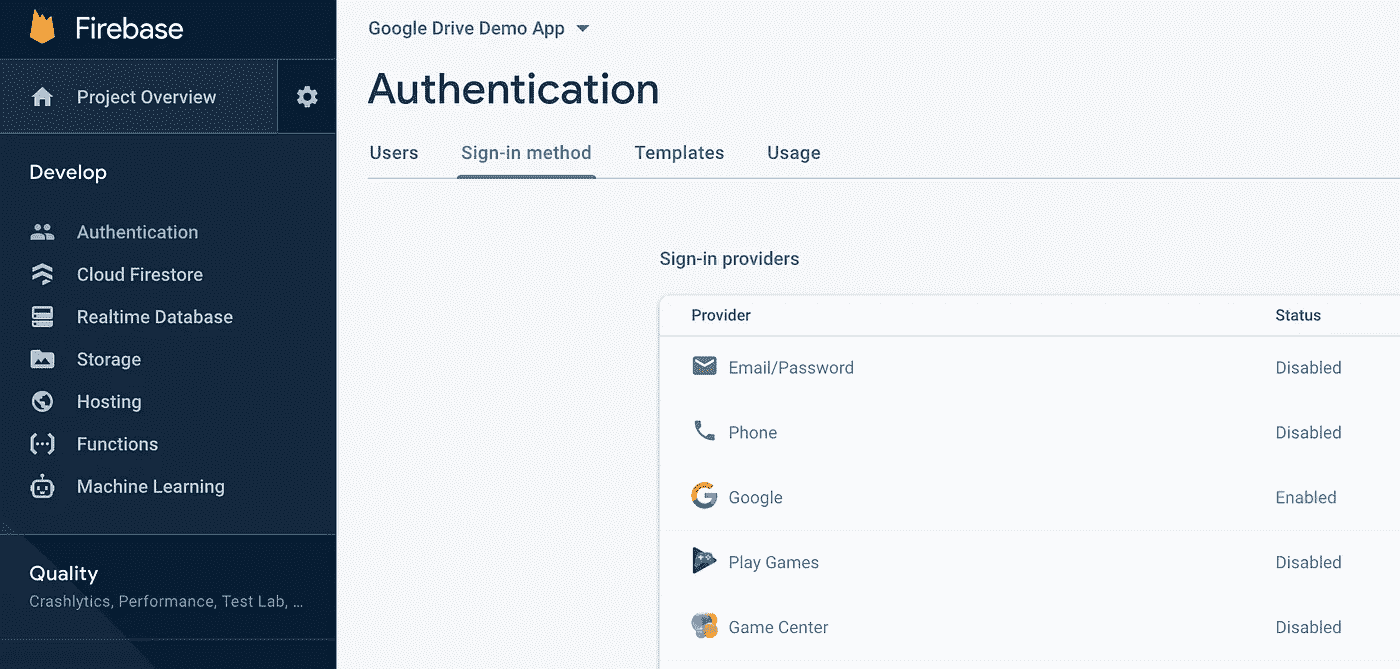 Firebase
Project Overview
Develop
Authentication
Cloud Firestore
Realtime Database
Storage
Hosting
Functions
Machine Learning
Quality
Crashlytics, Performance, Test Lab, ...
Google Drive Demo App
Authentication
Users Sign-in method Templates Usage
Sign-in providers
Provider Status
Email/Password Disabled
Phone Disabled
Google Enabled
Play Games Disabled
Game Center Disabled